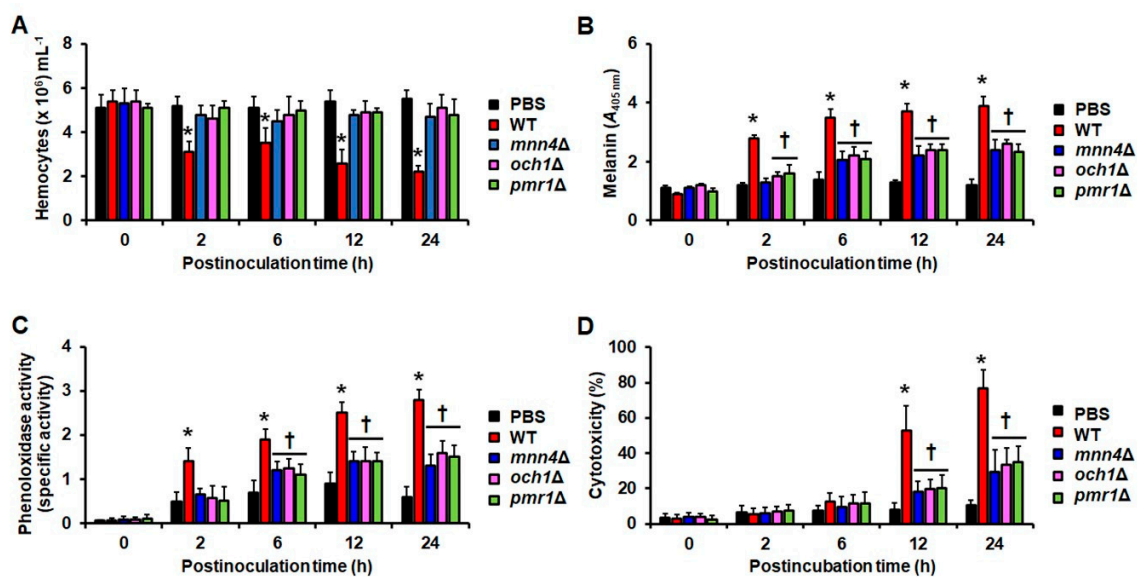 A
Hemocytes (x 10⁶) mL⁻¹
8
6
4
2
0
* * * *
0 2 6 12 24
Postinoculation time (h)
PBS
WT
mnn4Δ
och1Δ
pmr1Δ
B
Melanin (A₄₀₅ nm)
6
4
2
0
* * * *
† † † †
0 2 6 12 24
Postinoculation time (h)
PBS
WT
mnn4Δ
och1Δ
pmr1Δ
C
Phenoloxidase activity
(specific activity)
4
3
2
1
0
* * * *
† † †
0 2 6 12 24
Postinoculation time (h)
PBS
WT
mnn4Δ
och1Δ
pmr1Δ
D
Cytotoxicity (%)
100
80
60
40
20
0
* *
† †
0 2 6 12 24
Postincubation time (h)
PBS
WT
mnn4Δ
och1Δ
pmr1Δ